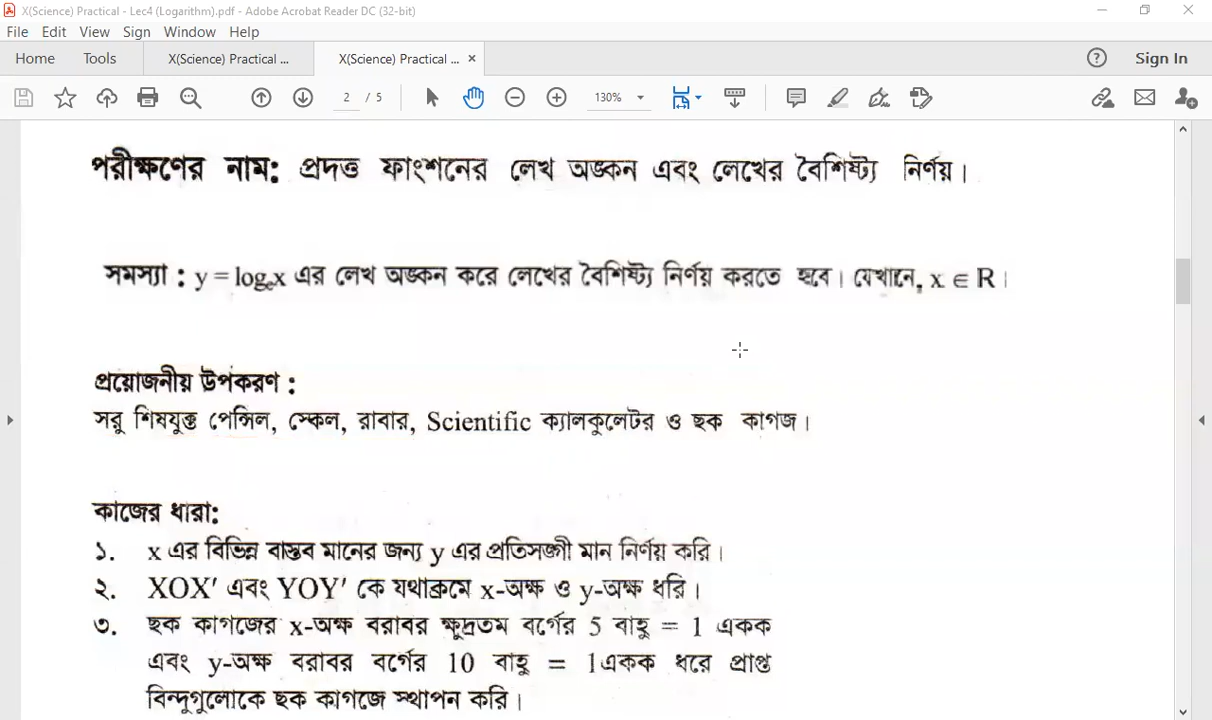 X(Science) Practical - Lec4 (Logarithm).pdf - Adobe Acrobat Reader DC (32-bit)
File Edit View Sign Window Help
Home Tools X(Science) Practical ... X(Science) Practical ... × Sign In
2 / 5 130%
পরীক্ষণের নাম: প্রদত্ত ফাংশনের লেখ অঙ্কন এবং লেখের বৈশিষ্ট্য নির্ণয়।
সমস্যা : y = logₑx এর লেখ অঙ্কন করে লেখের বৈশিষ্ট্য নির্ণয় করতে হবে। যেখানে, x ∈ R।
প্রয়োজনীয় উপকরণ :
সরু শিষযুক্ত পেন্সিল, স্কেল, রাবার, Scientific ক্যালকুলেটর ও ছক কাগজ।
কাজের ধারা:
১. x এর বিভিন্ন বাস্তব মানের জন্য y এর প্রতিসঙ্গী মান নির্ণয় করি।
২. XOX′ এবং YOY′ কে যথাক্রমে x-অক্ষ ও y-অক্ষ ধরি।
৩. ছক কাগজের x-অক্ষ বরাবর ক্ষুদ্রতম বর্গের 5 বাহু = 1 একক
এবং y-অক্ষ বরাবর বর্গের 10 বাহু = 1একক ধরে প্রাপ্ত
বিন্দুগুলোকে ছক কাগজে স্থাপন করি।